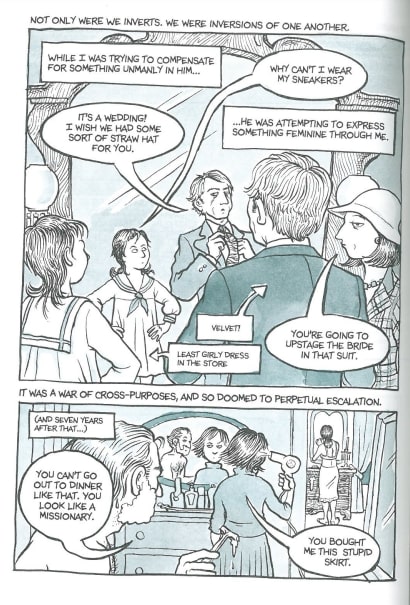 NOT ONLY WERE WE INVERTS. WE WERE INVERSIONS OF ONE ANOTHER.
WHILE I WAS TRYING TO COMPENSATE
FOR SOMETHING UNMANLY IN HIM...
WHY CAN'T I WEAR
MY SNEAKERS?
IT'S A WEDDING!
I WISH WE HAD SOME
SORT OF STRAW HAT
FOR YOU.
...HE WAS ATTEMPTING TO EXPRESS
SOMETHING FEMININE THROUGH ME.
VELVET!
LEAST GIRLY DRESS
IN THE STORE
YOU'RE GOING TO
UPSTAGE THE BRIDE
IN THAT SUIT.
IT WAS A WAR OF CROSS-PURPOSES, AND SO DOOMED TO PERPETUAL ESCALATION.
(AND SEVEN YEARS
AFTER THAT...)
YOU CAN'T GO
OUT TO DINNER
LIKE THAT. YOU
LOOK LIKE A
MISSIONARY.
YOU BOUGHT
ME THIS STUPID
SKIRT.